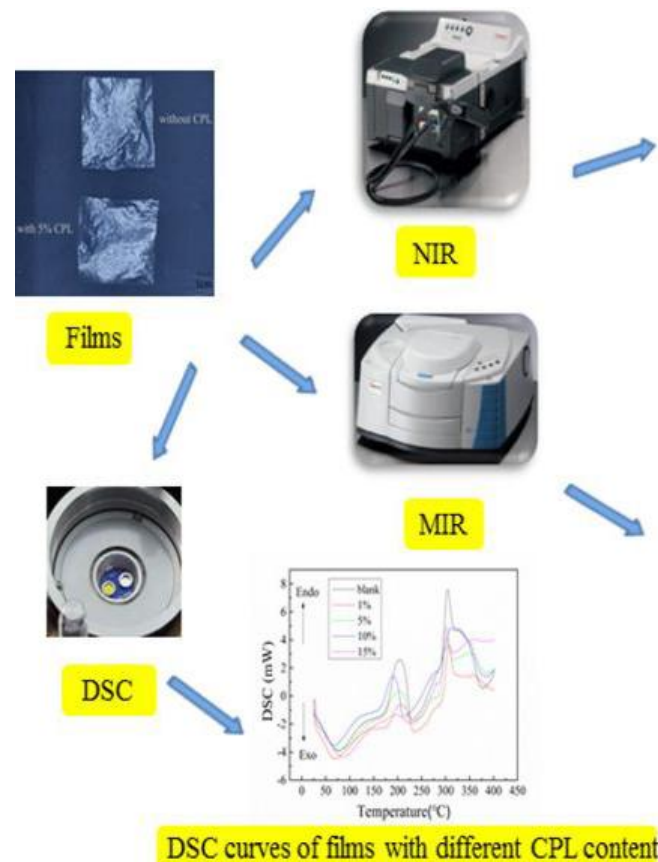 without CPL
with 5% CPL
Films
NIR
MIR
DSC
8
6
4
2
0
-2
-4
-6
DSC (mW)
Endo
Exo
blank
1%
5%
10%
15%
0 50 100 150 200 250 300 350 400 450
Temperature(℃)
DSC curves of films with different CPL content